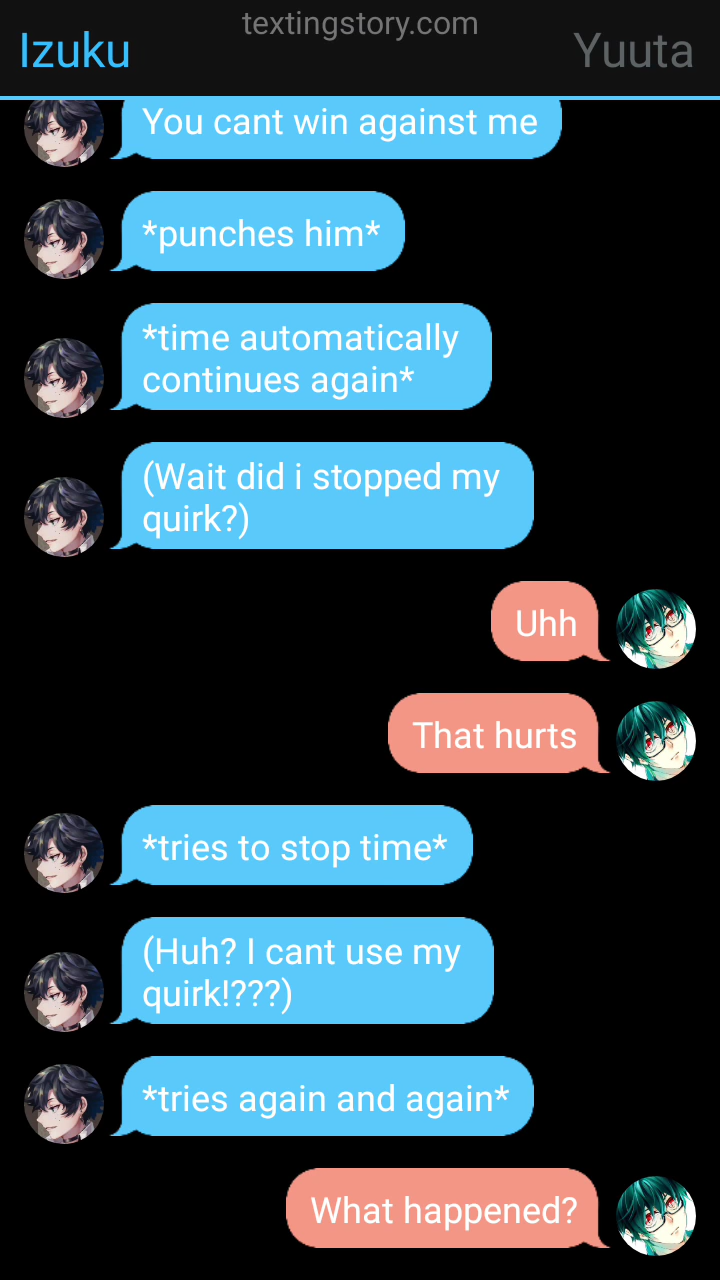 textingstory.com
Izuku
Yuuta
You cant win against me
*punches him*
*time automatically
continues again*
(Wait did i stopped my
quirk?)
Uhh
That hurts
*tries to stop time*
(Huh? I cant use my
quirk!???)
*tries again and again*
What happened?